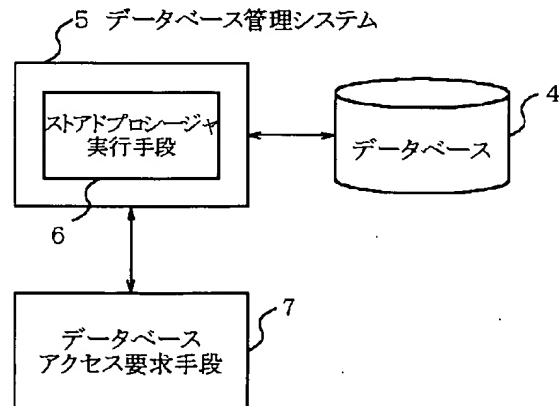 5 データベース管理システム
ストアドプロシージャ
実行手段
6
データベース
4
データベース
アクセス要求手段
7